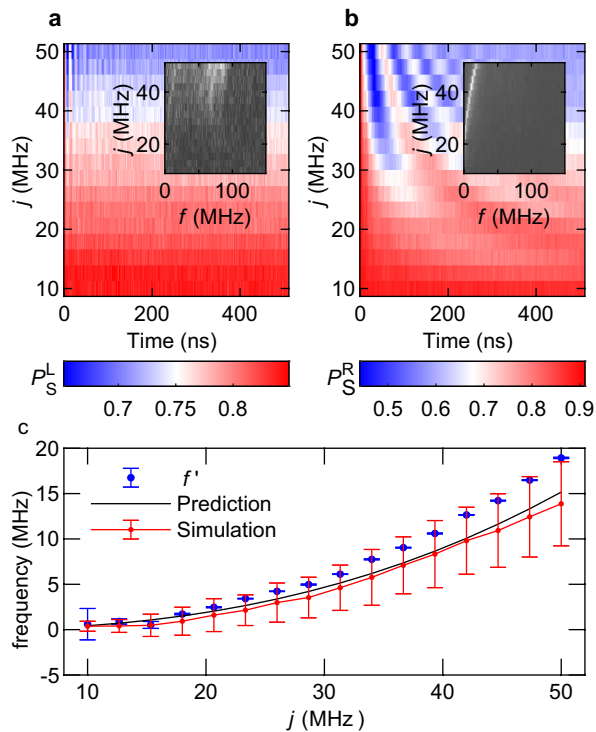 a
b
50
40
30
20
10
j (MHz)
0
200
400
Time (ns)
40
20
j (MHz)
0
100
f (MHz)
50
40
30
20
10
j (MHz)
0
200
400
Time (ns)
40
20
j (MHz)
0
100
f (MHz)
P_S^L
0.7
0.75
0.8
P_S^R
0.5
0.6
0.7
0.8
0.9
c
20
15
10
5
0
-5
frequency (MHz)
f '
Prediction
Simulation
10
20
30
40
50
j (MHz)